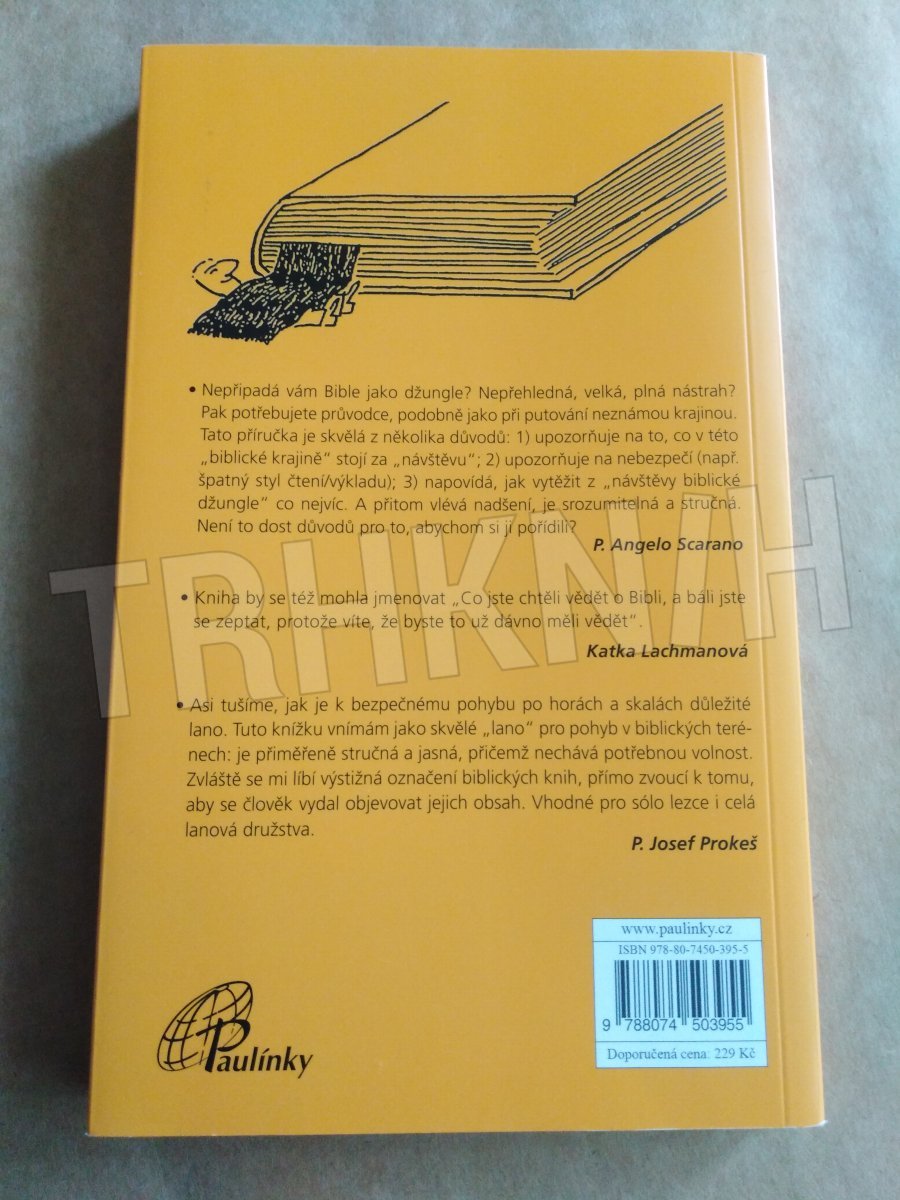 • Nepřipadá vám Bible jako džungle? Nepřehledná, velká, plná nástrah?
Pak potřebujete průvodce, podobně jako při putování neznámou krajinou.
Tato příručka je skvělá z několika důvodů: 1) upozorňuje na to, co v této
„biblické krajině“ stojí za „návštěvu“; 2) upozorňuje na nebezpečí (např.
špatný styl čtení/výkladu); 3) napovídá, jak vytěžit z „návštěvy biblické
džungle“ co nejvíc. A přitom vlévá nadšení, je srozumitelná a stručná.
Není to dost důvodů pro to, abychom si ji pořídili?
P. Angelo Scarano
• Kniha by se též mohla jmenovat „Co jste chtěli vědět o Bibli, a báli jste
se zeptat, protože víte, že byste to už dávno měli vědět“.
Katka Lachmanová
• Asi tušíme, jak je k bezpečnému pohybu po horách a skalách důležité
lano. Tuto knížku vnímám jako skvělé „lano“ pro pohyb v biblických teré-
nech: je přiměřeně stručná a jasná, přičemž nechává potřebnou volnost.
Zvláště se mi líbí výstižná označení biblických knih, přímo zvoucí k tomu,
aby se člověk vydal objevovat jejich obsah. Vhodné pro sólo lezce i celá
lanová družstva.
P. Josef Prokeš
www.paulinky.cz
ISBN 978-80-7450-395-5
9 788074 503955
Doporučená cena: 229 Kč
Paulínky
TRHKNIH